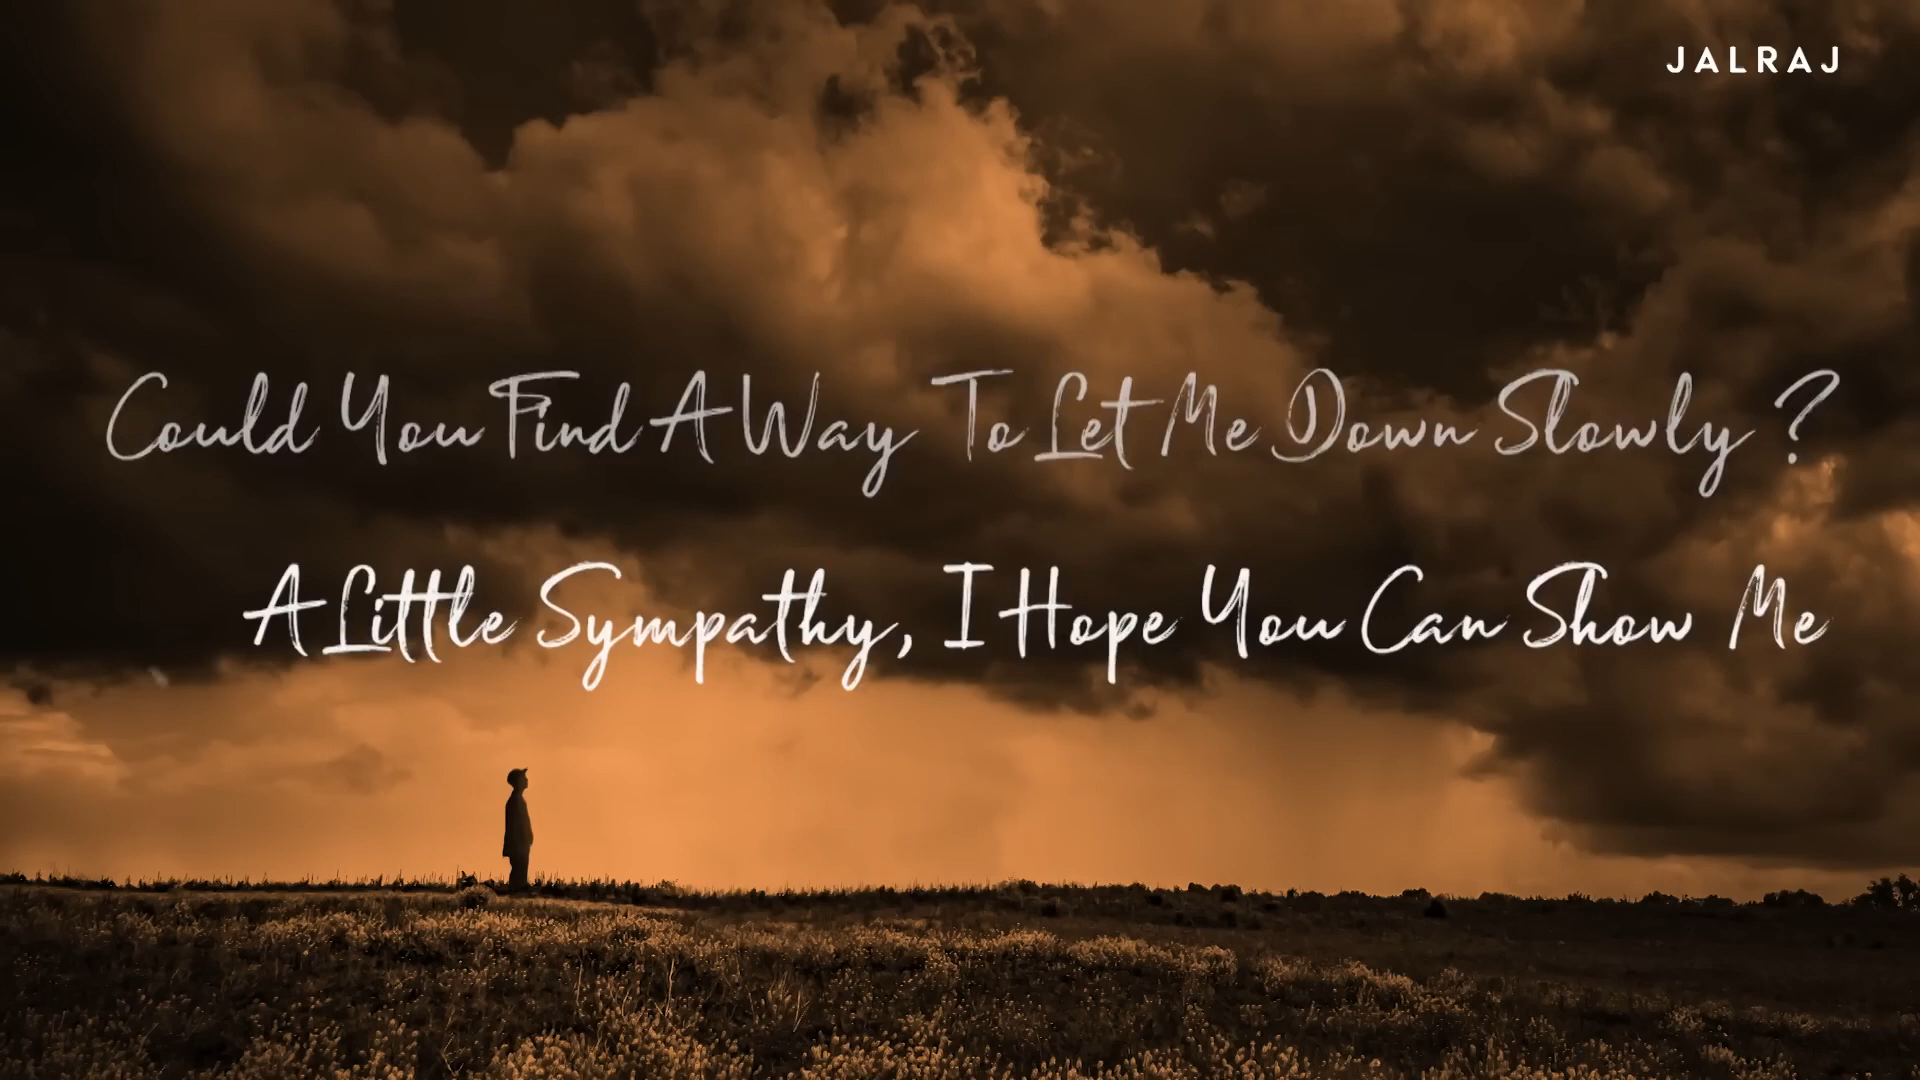 JALRAJ
Could You Find A Way To Let Me Down Slowly ?
A Little Sympathy, I Hope You Can Show Me